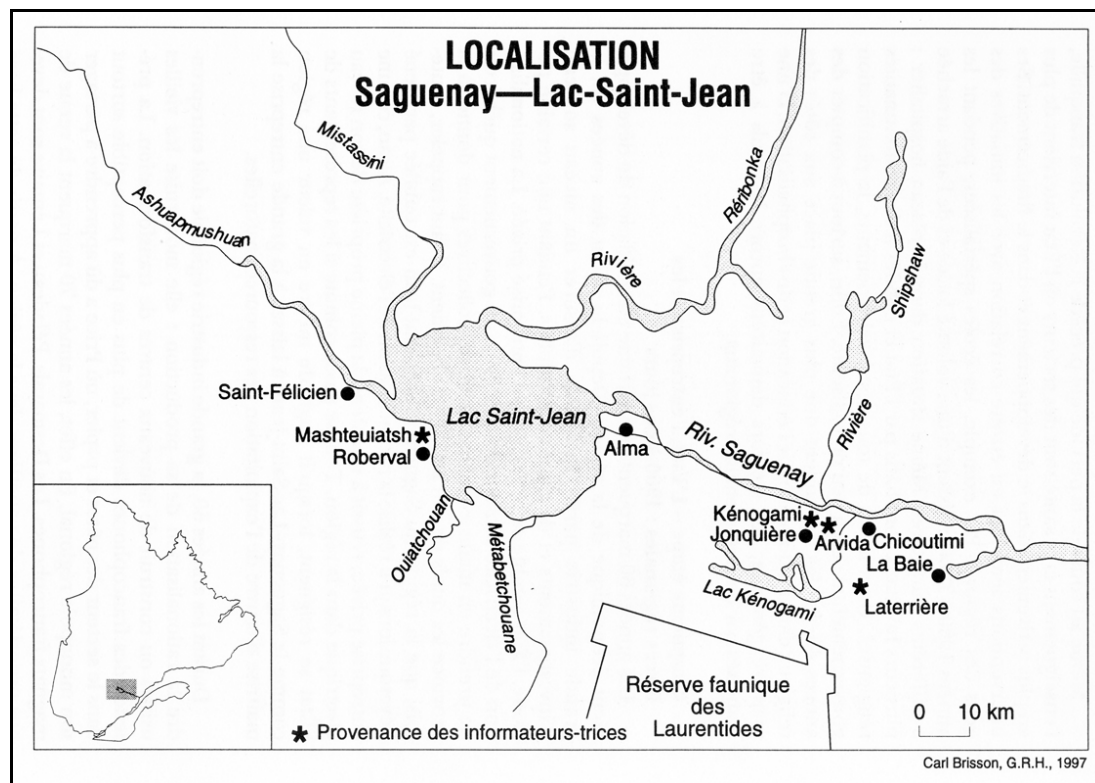 LOCALISATION
Saguenay—Lac-Saint-Jean
Mistassini
Ashuapmushuan
Réribonka
Rivière
Shipshaw
Rivière
Saint-Félicien
Mashteuiatsh
Roberval
Lac Saint-Jean
Alma
Riv. Saguenay
Ouiatchouan
Métabetchouane
Kénogami
Jonquière
Arvida
Chicoutimi
La Baie
Laterrière
Lac Kénogami
Réserve faunique
des
Laurentides
0 10 km
* Provenance des informateurs-trices
Carl Brisson, G.R.H., 1997